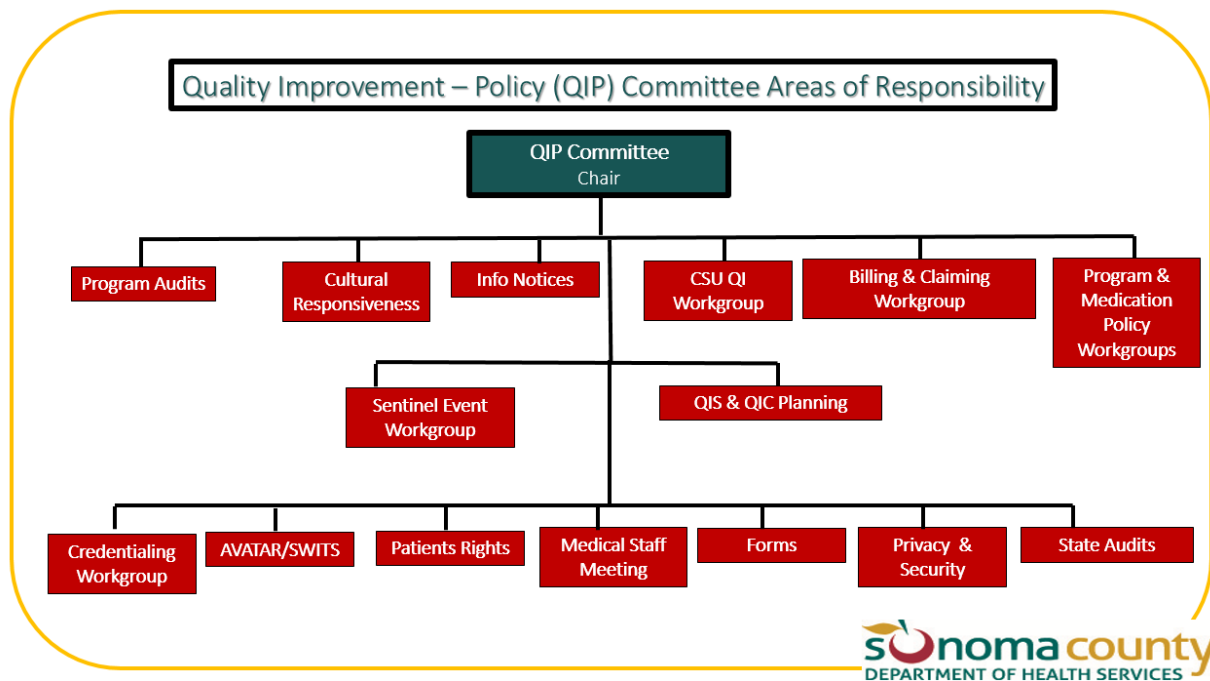 Quality Improvement – Policy (QIP) Committee Areas of Responsibility
QIP Committee
Chair
Program Audits
Cultural
Responsiveness
Info Notices
CSU QI
Workgroup
Billing & Claiming
Workgroup
Program &
Medication
Policy
Workgroups
Sentinel Event
Workgroup
QIS & QIC Planning
Credentialing
Workgroup
AVATAR/SWITS
Patients Rights
Medical Staff
Meeting
Forms
Privacy & 
Security
State Audits
sonoma county
DEPARTMENT OF HEALTH SERVICES